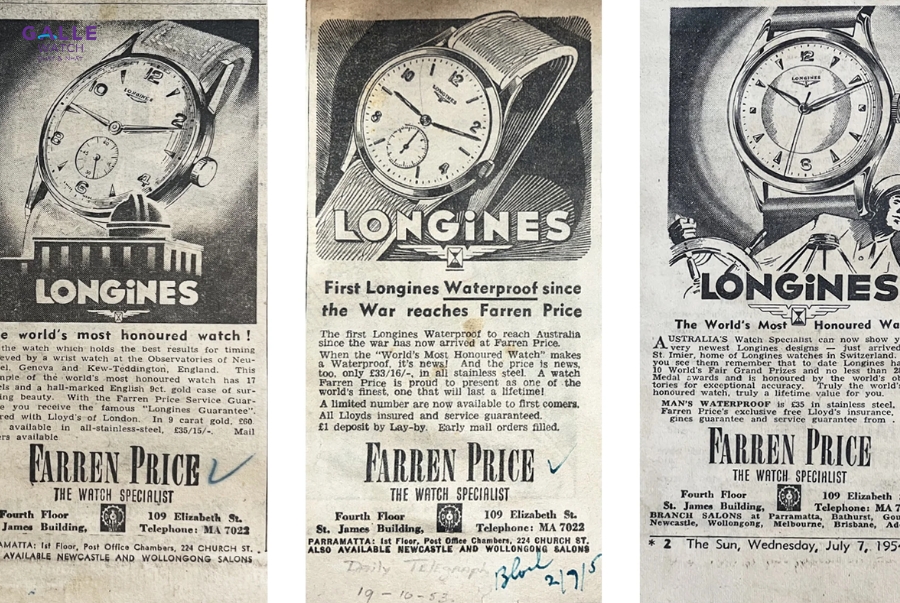 GALLE
WATCH
LONGINES
LONGiNES
e world's most honoured watch !
the watch which holds the best results for timing
eved by a wrist watch at the Observatories of Neu-
el, Geneva and Kew-Teddington, England. This
mple of the world's most honoured watch has 17
els and a hall-marked English 9ct. gold case of sur-
ing beauty. With the Farren Price Service Guar-
e you receive the famous "Longines Guarantee".
red with Lloyd's of London. In 9 carat gold, £60.
available in all-stainless-steel, £35/15/-. Mail
ers available
FARREN PRICE
THE WATCH SPECIALIST
Fourth Floor
James Building,
109 Elizabeth St.
Telephone: MA 7022
AMATTA: 1st Floor, Post Office Chambers, 224 CHURCH ST.
AVAILABLE NEWCASTLE AND WOLLONGONG SALONS
LONGINES
LONGiNES
First Longines Waterproof since
the War reaches Farren Price
The first Longines Waterproof to reach Australia
since the war has now arrived at Farren Price.
When the "World's Most Honoured Watch" makes
a Waterproof, it's news! And the price is news,
too, only £33/16/-, in all stainless steel. A watch
Farren Price is proud to present as one of the
world's finest, one that will last a lifetime!
A limited number are now available to first comers.
All Lloyds insured and service guaranteed.
£1 deposit by Lay-by. Early mail orders filled.
FARREN PRICE
THE WATCH SPECIALIST
Fourth Floor
St. James Building,
109 Elizabeth St.
Telephone: MA 7022
PARRAMATTA: 1st Floor, Post Office Chambers, 224 CHURCH ST.
ALSO AVAILABLE NEWCASTLE AND WOLLONGONG SALONS
Daily Telegraph
19-10-53
2/9/5
LONGINES
LONGiNES
The World's Most Honoured Wa
AUSTRALIA'S Watch Specialist can now show y
very newest Longines designs — just arrived
St. Imier, home of Longines watches in Switzerland.
you see them remember that to date Longines ha
10 World's Fair Grand Prizes and no less than 2
Medal awards and is honoured by the world's ob
tories for exceptional accuracy. Truly the world'
honoured watch, truly a lifetime value for you.
MAN'S WATERPROOF is £35 in stainless steel,
Farren Price's exclusive free Lloyd's insurance,
gines guarantee and service guarantee from .
FARREN PRICE
THE WATCH SPECIALIST
Fourth Floor
St. James Building,
109 Elizabeth
Telephone: MA 7
BRANCH SALONS at Parramatta, Bathurst, Gou
Newcastle, Wollongong, Melbourne, Brisbane, Ade
* 2 The Sun, Wednesday, July 7, 1954